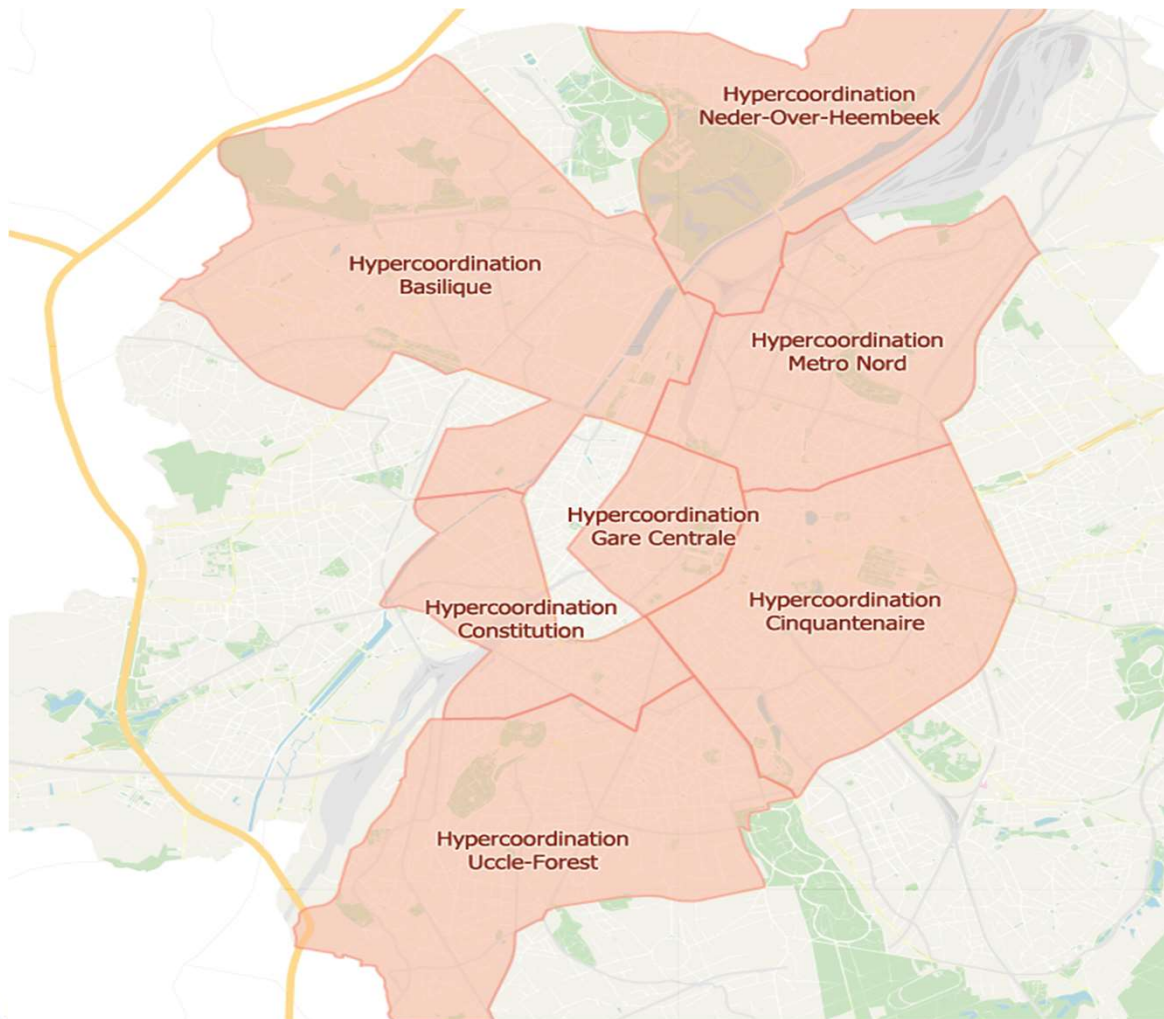 Hypercoordination
Neder-Over-Heembeek
Hypercoordination
Basilique
Hypercoordination
Metro Nord
Hypercoordination
Gare Centrale
Hypercoordination
Constitution
Hypercoordination
Cinquantenaire
Hypercoordination
Uccle-Forest